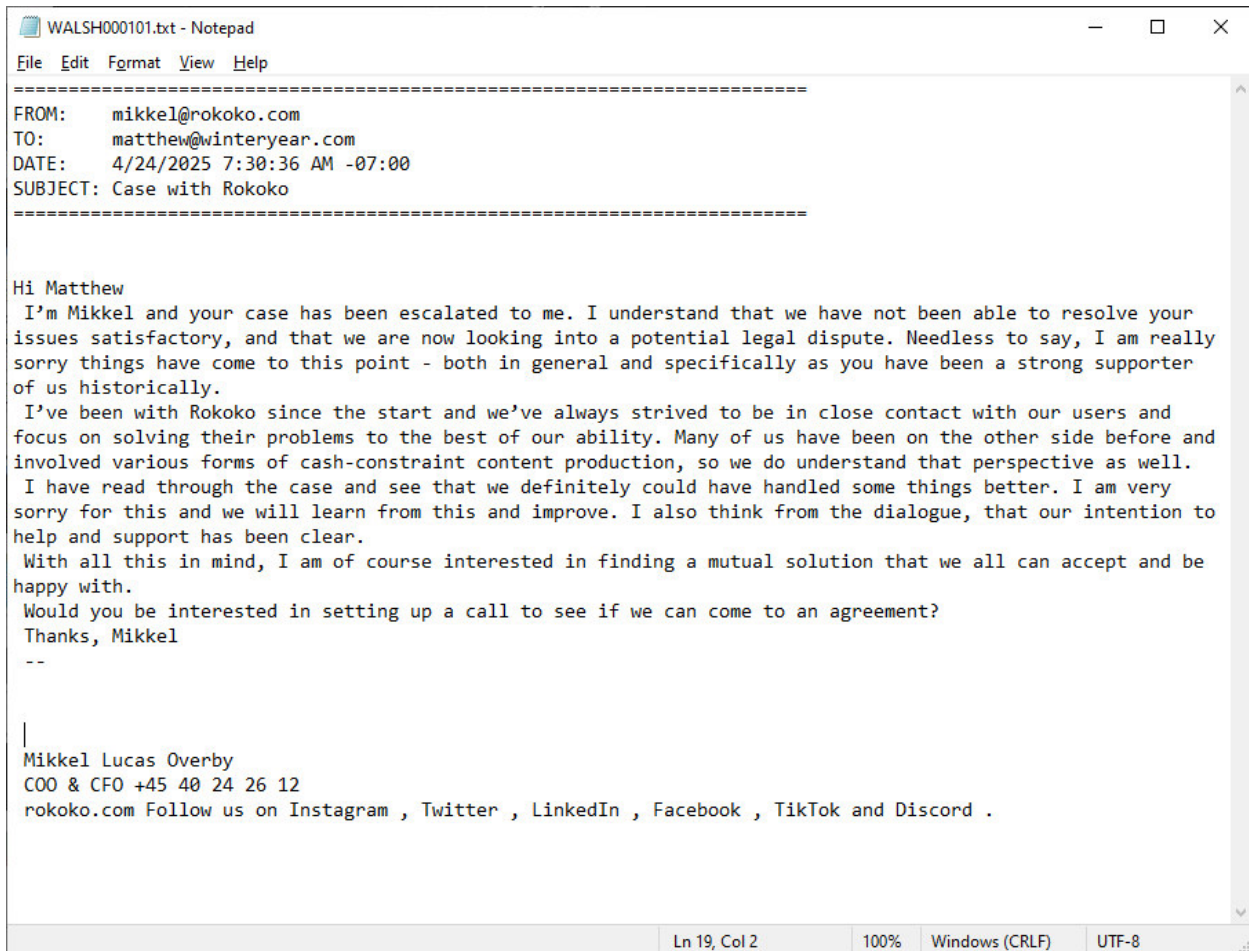 WALSH000101.txt - Notepad
File Edit Format View Help
========================================================================
FROM: mikkel@rokoko.com
TO: matthew@winteryear.com
DATE: 4/24/2025 7:30:36 AM -07:00
SUBJECT: Case with Rokoko
========================================================================
Hi Matthew
I’m Mikkel and your case has been escalated to me. I understand that we have not been able to resolve your
issues satisfactory, and that we are now looking into a potential legal dispute. Needless to say, I am really
sorry things have come to this point - both in general and specifically as you have been a strong supporter
of us historically.
I’ve been with Rokoko since the start and we’ve always strived to be in close contact with our users and
focus on solving their problems to the best of our ability. Many of us have been on the other side before and
involved various forms of cash-constraint content production, so we do understand that perspective as well.
I have read through the case and see that we definitely could have handled some things better. I am very
sorry for this and we will learn from this and improve. I also think from the dialogue, that our intention to
help and support has been clear.
With all this in mind, I am of course interested in finding a mutual solution that we all can accept and be
happy with.
Would you be interested in setting up a call to see if we can come to an agreement?
Thanks, Mikkel
--
Mikkel Lucas Overby
COO & CFO +45 40 24 26 12
rokoko.com Follow us on Instagram , Twitter , LinkedIn , Facebook , TikTok and Discord .
Ln 19, Col 2 100% Windows (CRLF) UTF-8